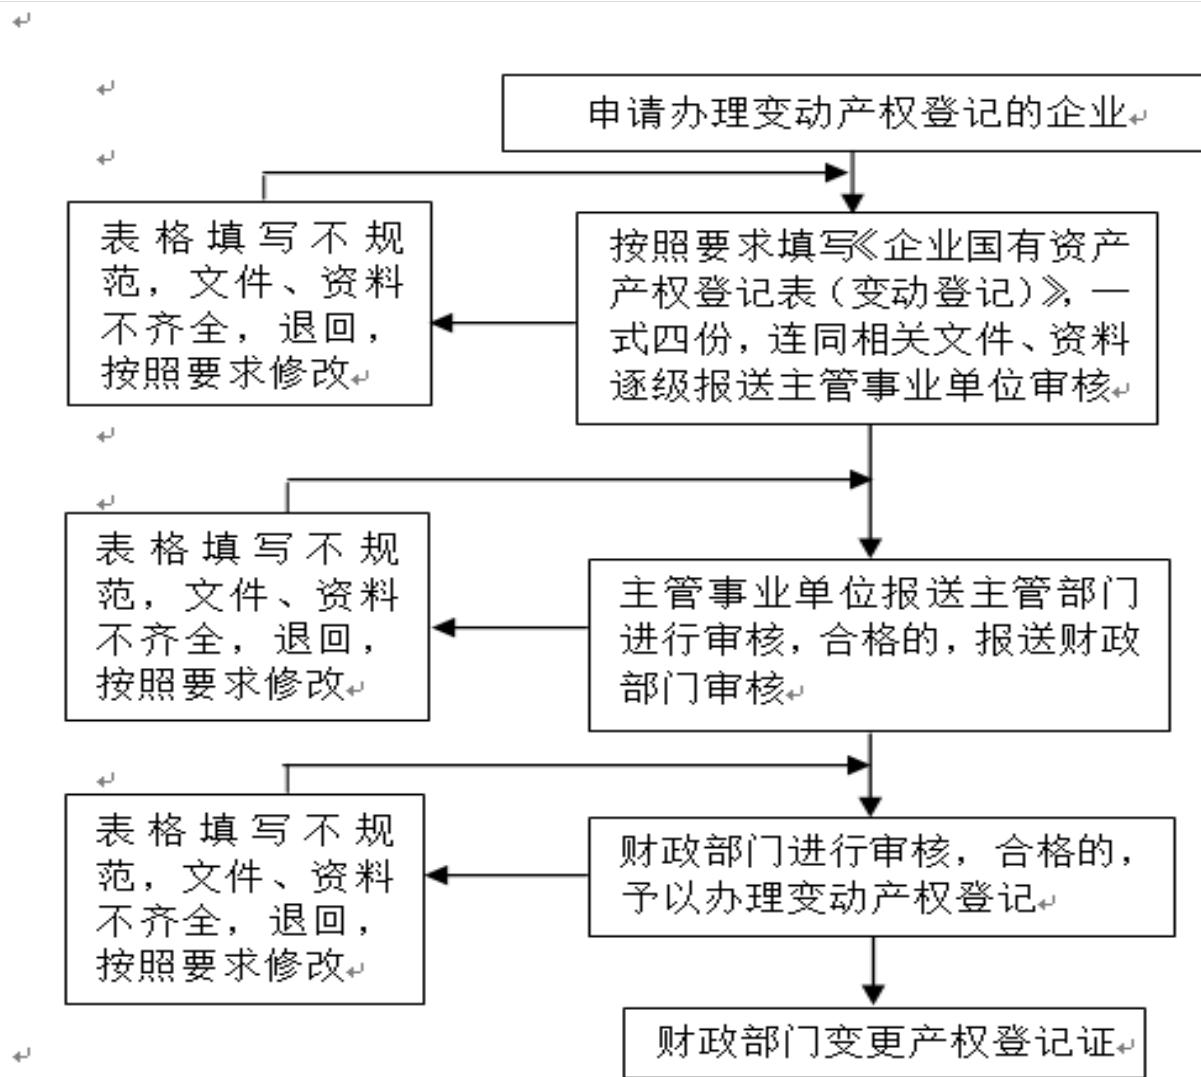 申请办理变动产权登记的企业
表格填写不规
范，文件、资料
不齐全，退回，
按照要求修改
按照要求填写《企业国有资产
产权登记表（变动登记）》，一
式四份，连同相关文件、资料
逐级报送主管事业单位审核
表格填写不规
范，文件、资料
不齐全，退回，
按照要求修改
主管事业单位报送主管部门
进行审核，合格的，报送财政
部门审核
表格填写不规
范，文件、资料
不齐全，退回，
按照要求修改
财政部门进行审核，合格的，
予以办理变动产权登记
财政部门变更产权登记证